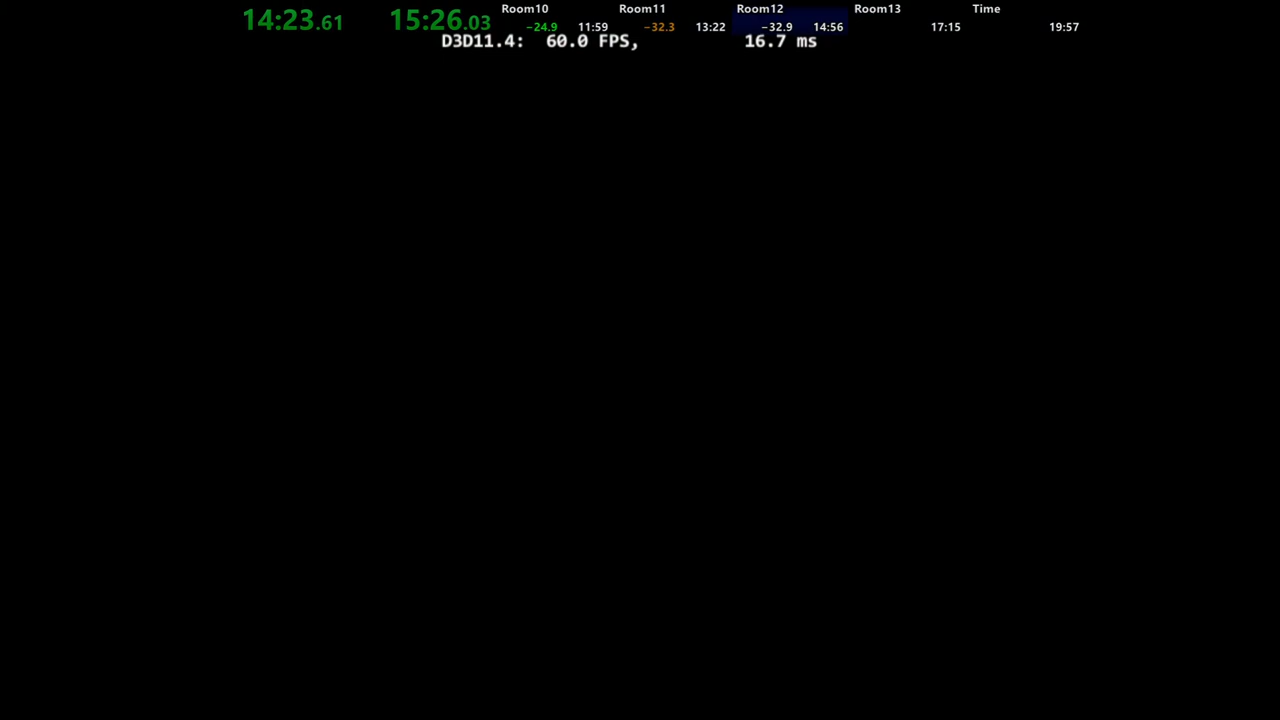 14:23.61 15:26.03 Room10 Room11 Room12 Room13 Time
−24.9 11:59 −32.3 13:22 −32.9 14:56 17:15 19:57
D3D11.4: 60.0 FPS, 16.7 ms